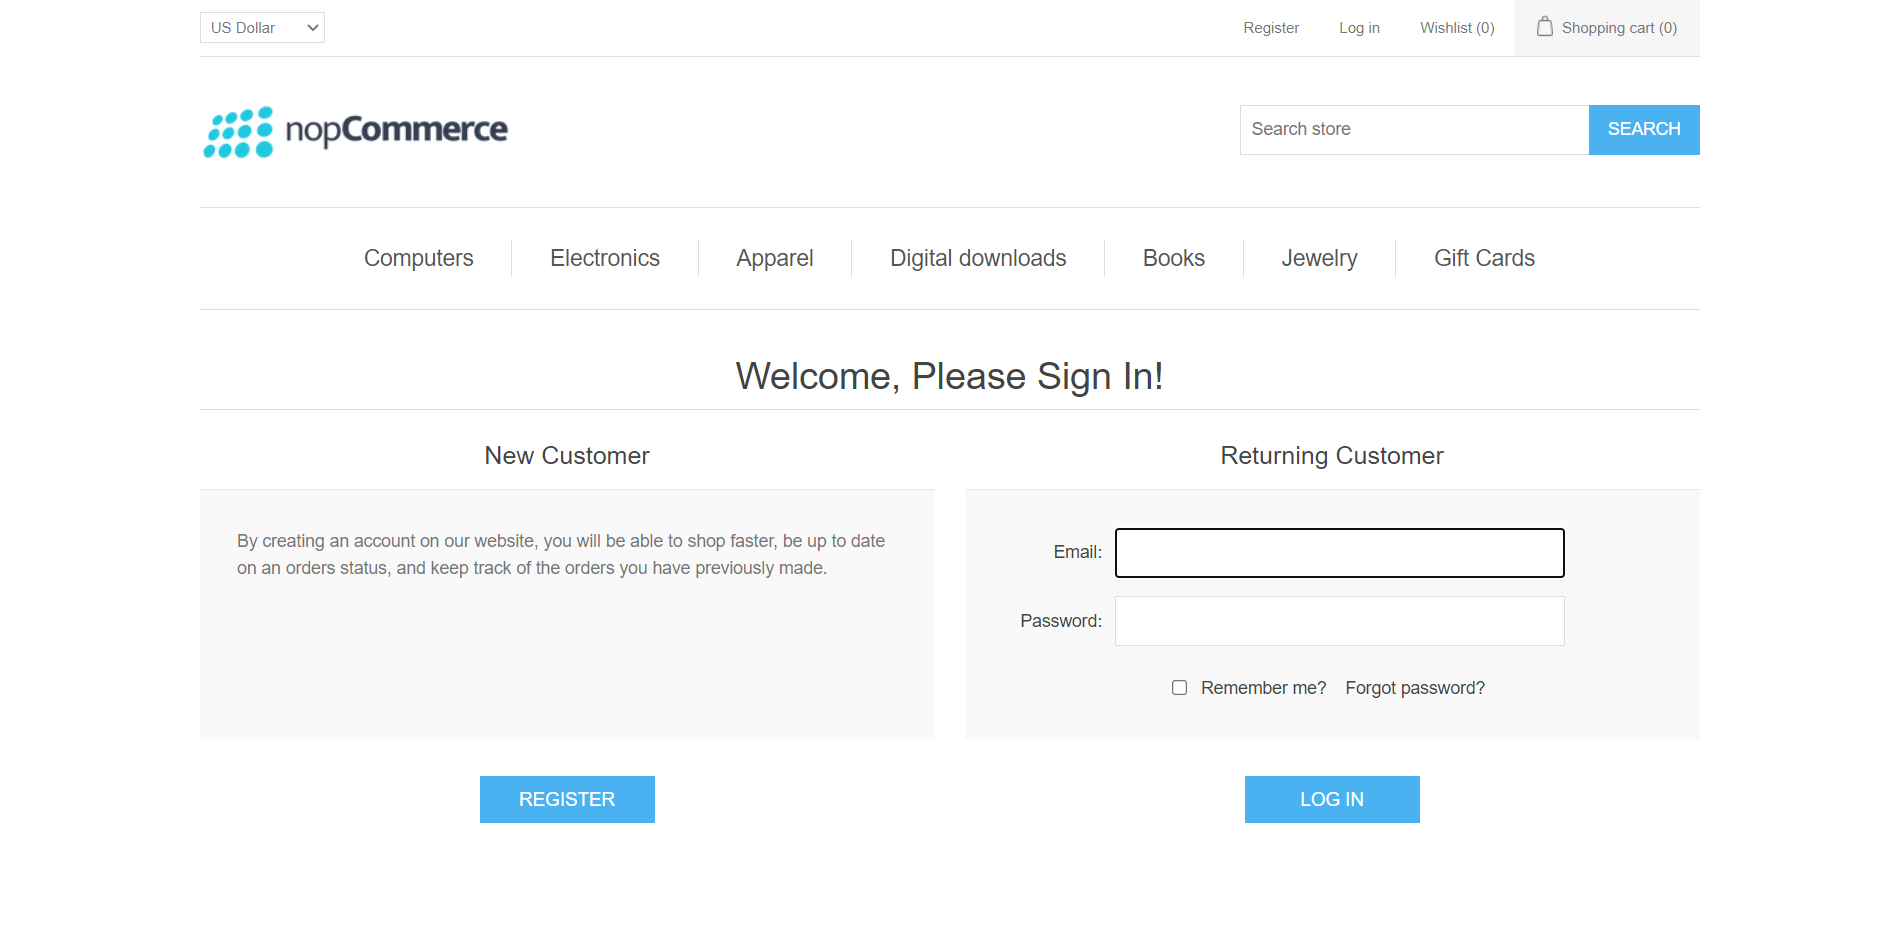 US Dollar
Register
Log in
Wishlist (0)
Shopping cart (0)
nopCommerce
Search store
SEARCH
Computers
Electronics
Apparel
Digital downloads
Books
Jewelry
Gift Cards
Welcome, Please Sign In!
New Customer
By creating an account on our website, you will be able to shop faster, be up to date
on an orders status, and keep track of the orders you have previously made.
REGISTER
Returning Customer
Email:
Password:
Remember me?
Forgot password?
LOG IN